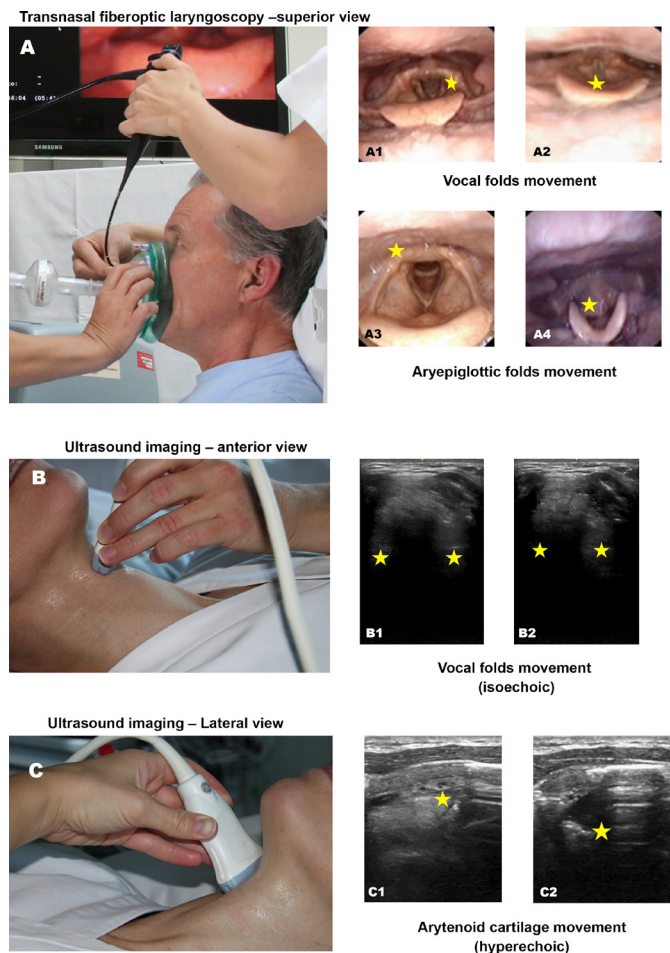 Transnasal fiberoptic laryngoscopy –superior view
A
SAMSUNG
A1
A2
Vocal folds movement
A3
A4
Aryepiglottic folds movement
Ultrasound imaging – anterior view
B
B1
B2
Vocal folds movement
(isoechoic)
Ultrasound imaging – Lateral view
C
C1
C2
Arytenoid cartilage movement
(hyperechoic)